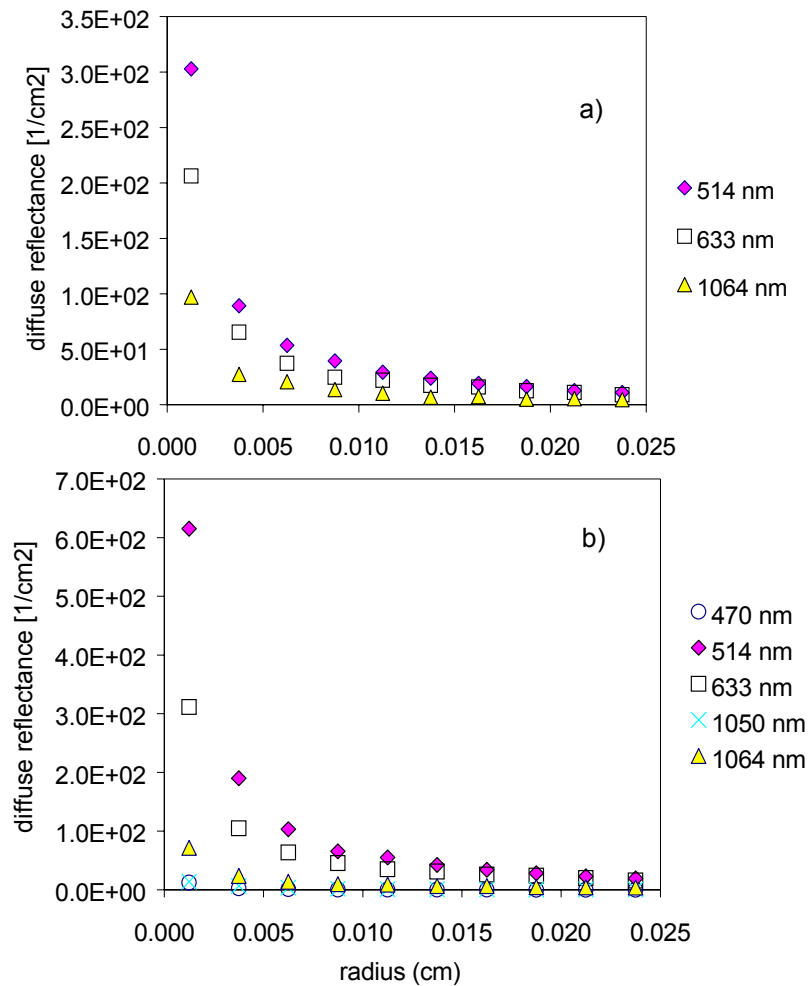 3.5E+02
3.0E+02
2.5E+02
2.0E+02
1.5E+02
1.0E+02
5.0E+01
0.0E+00
diffuse reflectance [1/cm2]
a)
514 nm
633 nm
1064 nm
0.000 0.005 0.010 0.015 0.020 0.025
7.0E+02
6.0E+02
5.0E+02
4.0E+02
3.0E+02
2.0E+02
1.0E+02
0.0E+00
diffuse reflectance [1/cm2]
b)
470 nm
514 nm
633 nm
1050 nm
1064 nm
0.000 0.005 0.010 0.015 0.020 0.025
radius (cm)